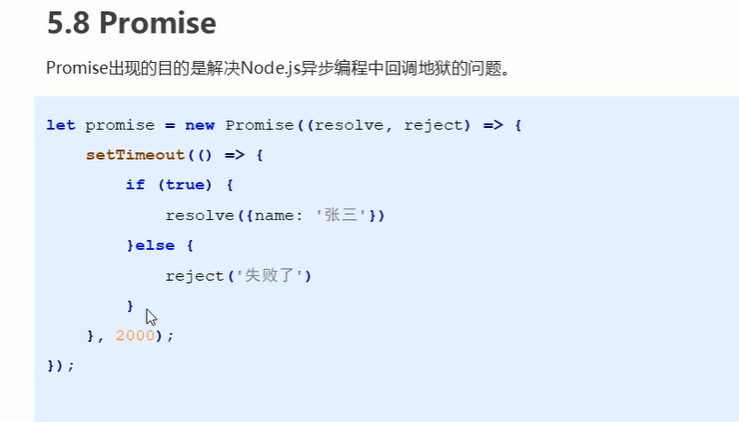 5.8 Promise
Promise出现的目的是解决Node.js异步编程中回调地狱的问题。
let promise = new Promise((resolve, reject) => {
    setTimeout(() => {
        if (true) {
            resolve({name: '张三'})
        }else {
            reject('失败了')
        }
    }, 2000);
});